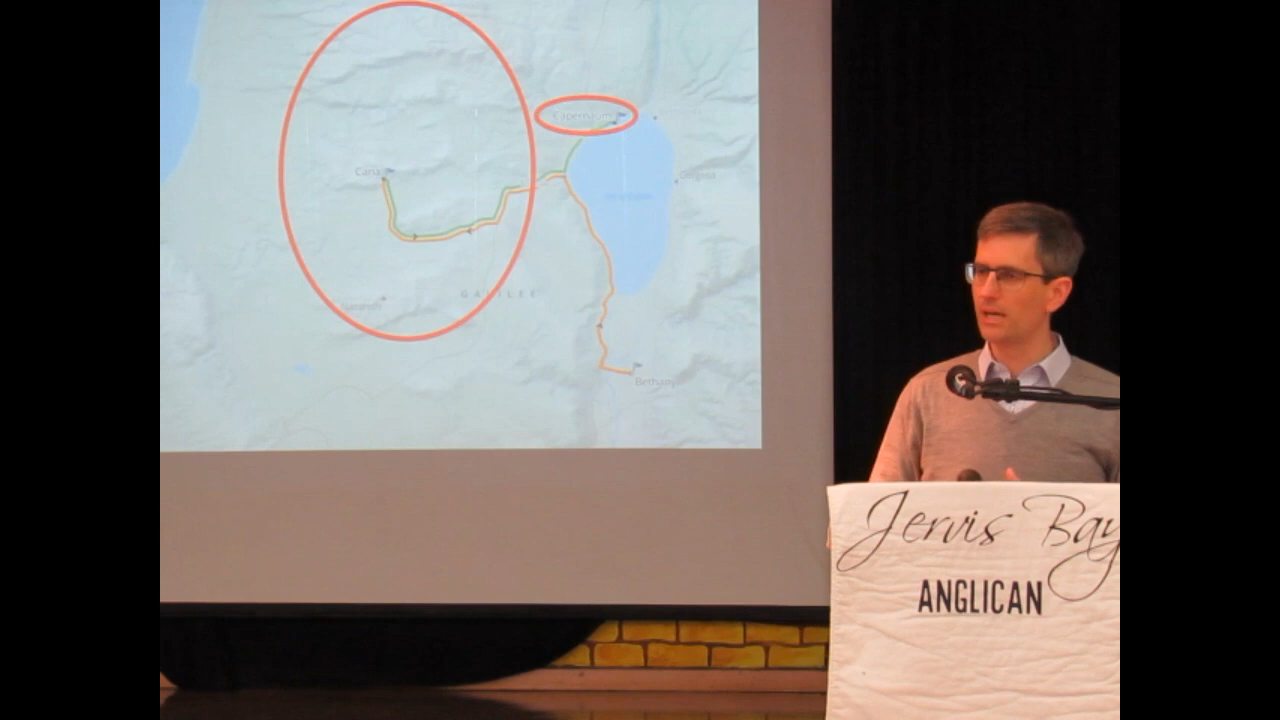 Capernaum
Cana
Nazareth
GALILEE
Bethany
Jervis Bay
ANGLICAN